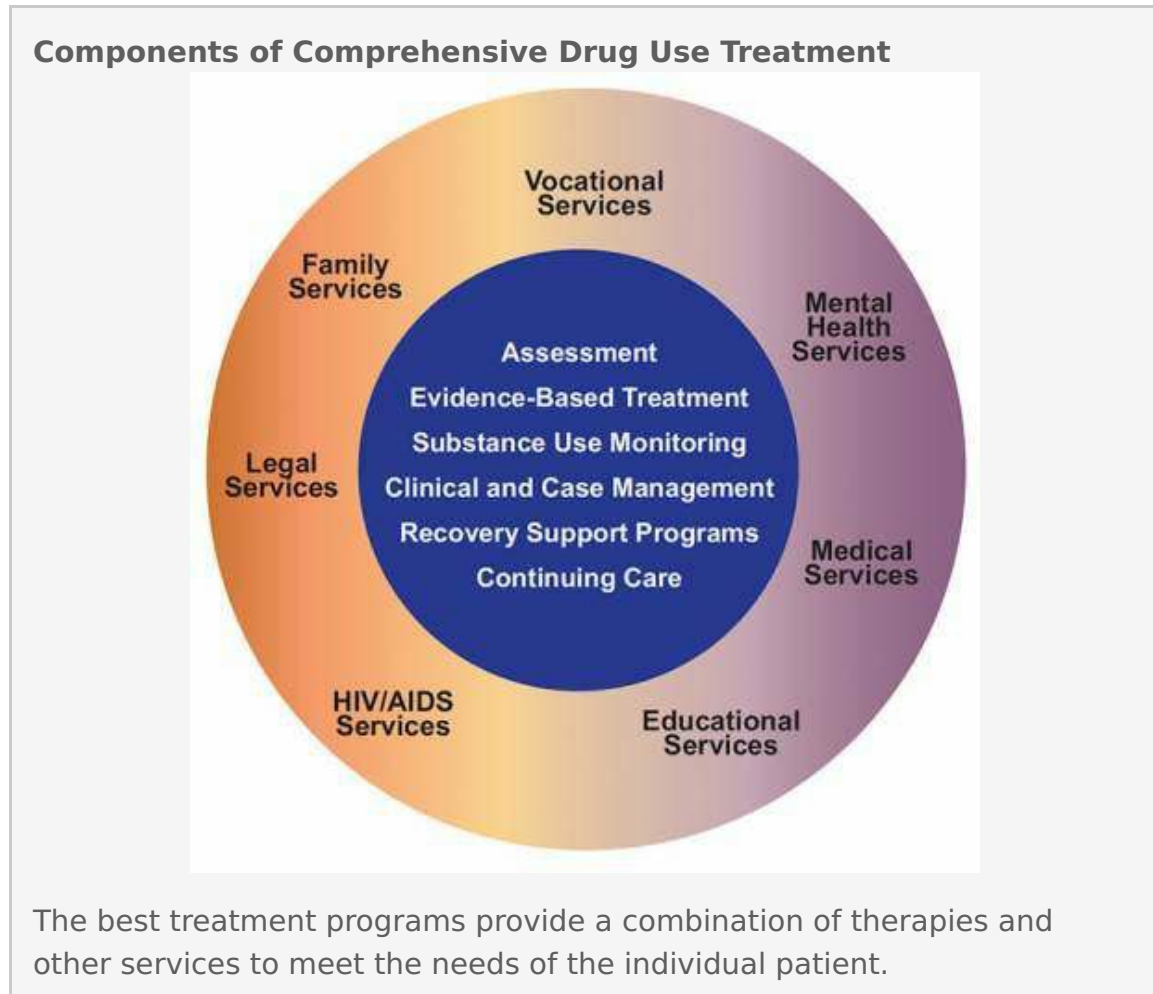 Components of Comprehensive Drug Use Treatment
Vocational
Services
Family
Services
Mental
Health
Services
Assessment
Evidence-Based Treatment
Substance Use Monitoring
Clinical and Case Management
Recovery Support Programs
Continuing Care
Legal
Services
Medical
Services
HIV/AIDS
Services
Educational
Services
The best treatment programs provide a combination of therapies and
other services to meet the needs of the individual patient.